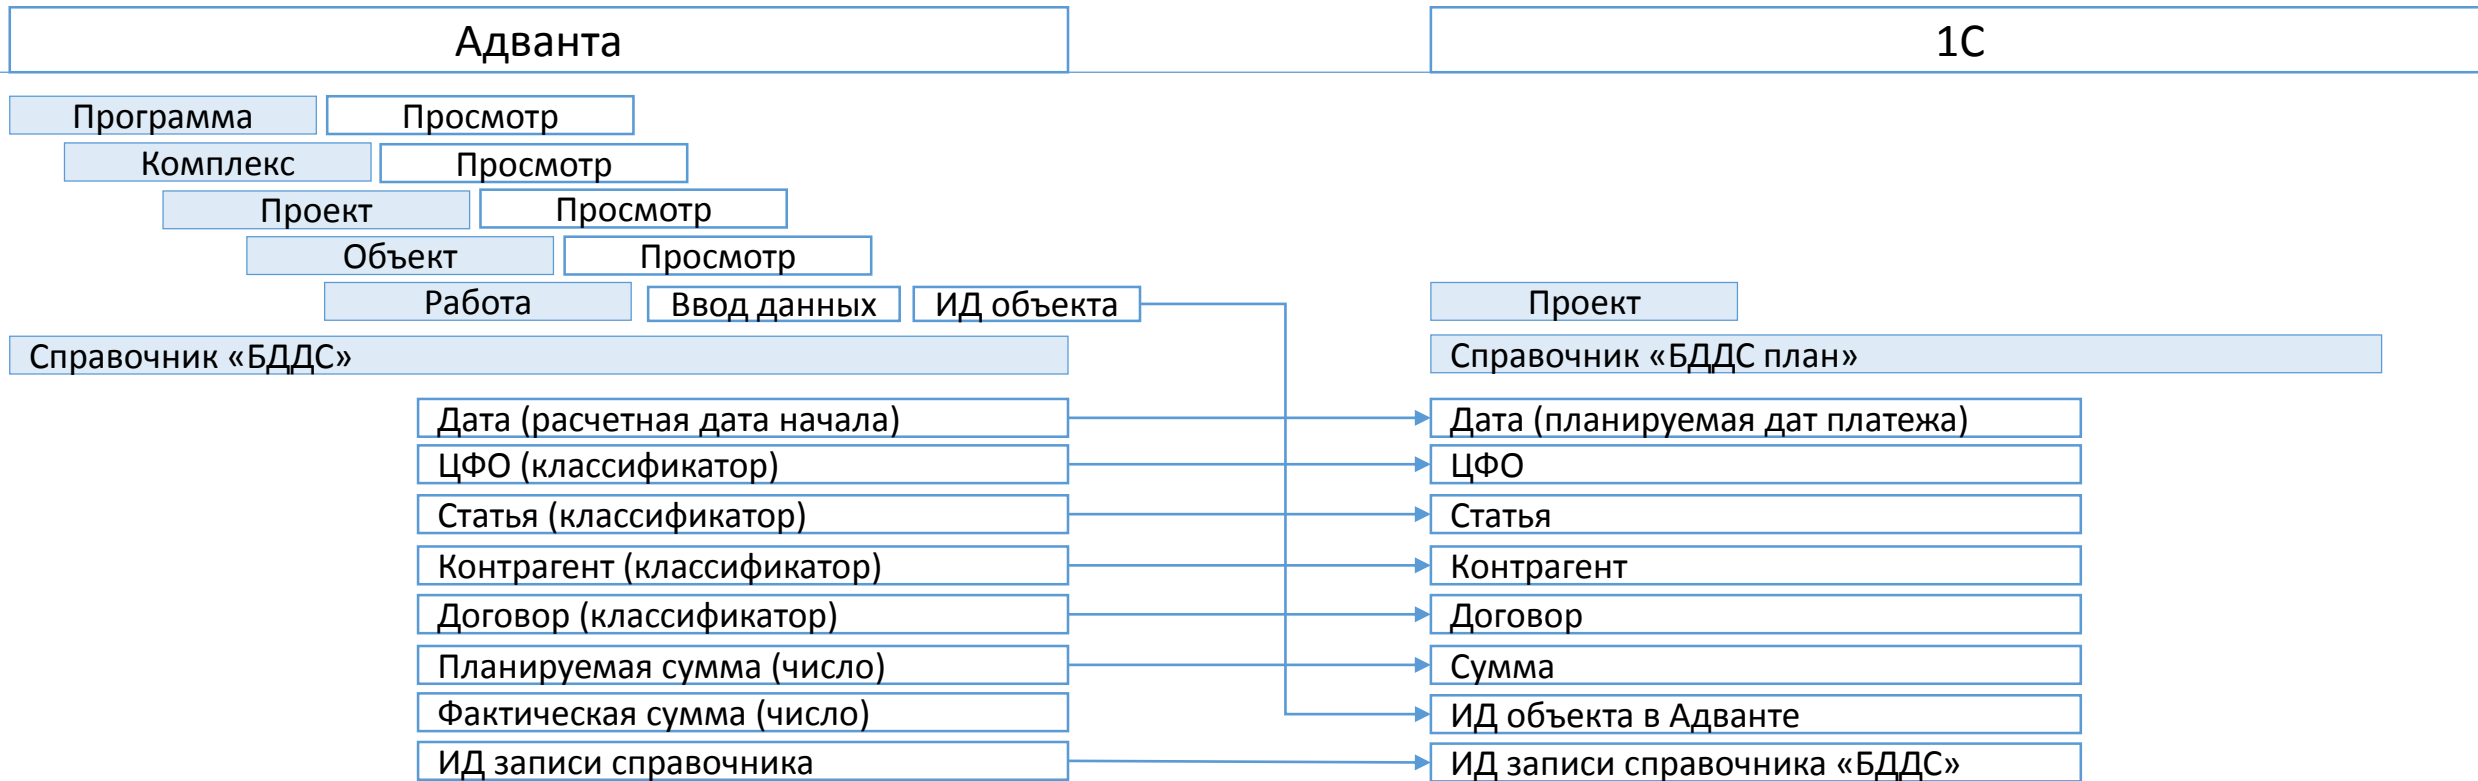 Адванта
1С
Программа
Просмотр
Комплекс
Просмотр
Проект
Просмотр
Объект
Просмотр
Работа
Ввод данных
ИД объекта
Проект
Справочник «БДДС»
Справочник «БДДС план»
Дата (расчетная дата начала)
Дата (планируемая дат платежа)
ЦФО (классификатор)
ЦФО
Статья (классификатор)
Статья
Контрагент (классификатор)
Контрагент
Договор (классификатор)
Договор
Планируемая сумма (число)
Сумма
Фактическая сумма (число)
ИД объекта в Адванте
ИД записи справочника
ИД записи справочника «БДДС»